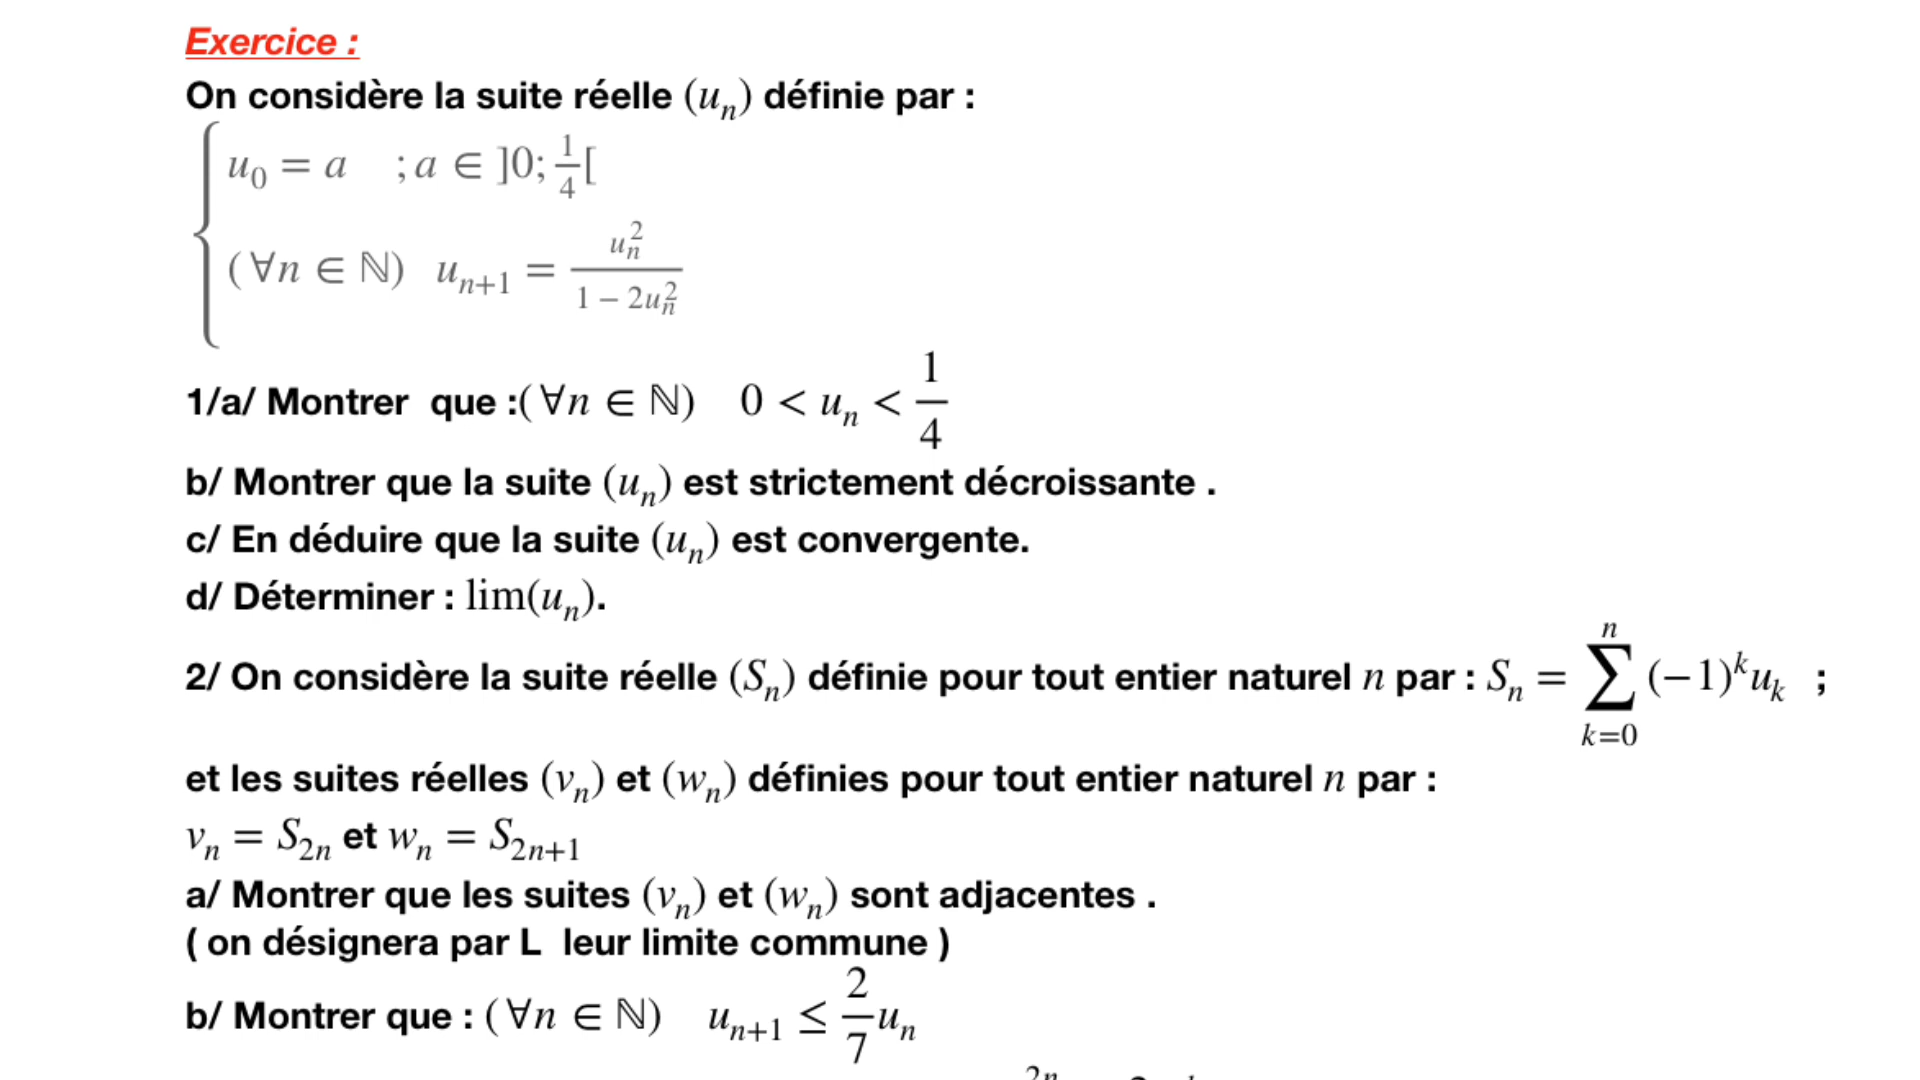 Exercice :
On considère la suite réelle (uₙ) définie par :
u₀ = a ; a ∈ ]0; 1/4[
(∀n ∈ ℕ) uₙ₊₁ = uₙ² / (1 − 2uₙ²)
1/a/ Montrer que :(∀n ∈ ℕ) 0 < uₙ < 1/4
b/ Montrer que la suite (uₙ) est strictement décroissante .
c/ En déduire que la suite (uₙ) est convergente.
d/ Déterminer : lim(uₙ).
2/ On considère la suite réelle (Sₙ) définie pour tout entier naturel n par : Sₙ = ∑ₖ₌₀ⁿ (−1)ᵏuₖ ;
et les suites réelles (vₙ) et (wₙ) définies pour tout entier naturel n par :
vₙ = S₂ₙ et wₙ = S₂ₙ₊₁
a/ Montrer que les suites (vₙ) et (wₙ) sont adjacentes .
( on désignera par L leur limite commune )
b/ Montrer que : (∀n ∈ ℕ) uₙ₊₁ ≤ 2/7 uₙ